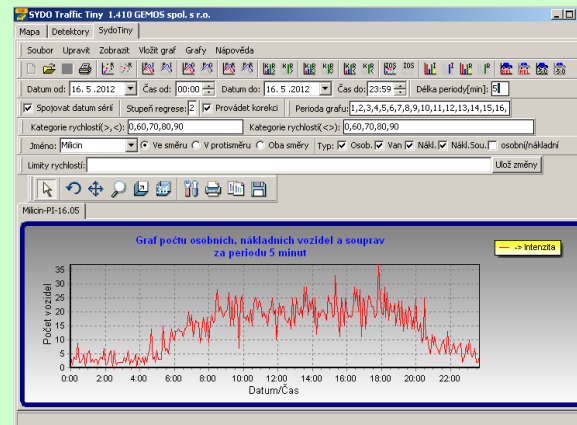 SYDO Traffic Tiny 1.410 GEMOS spol. s r.o.
Mapa Detektory SydoTiny
Soubor Upravit Zobrazit Vložit graf Grafy Nápověda
Datum od: 16. 5 .2012 Čas od: 00:00 Datum do: 16. 5 .2012 Čas do: 23:59 Délka periody[min]: 5
Spojovat datum sérií Stupeň regrese: 2 Provádět korekci Perioda grafu: 1,2,3,4,5,6,7,8,9,10,11,12,13,14,15,16,
Kategorie rychlostí(>,<): 0,60,70,80,90 Kategorie rychlostí(<>): 0,60,70,80,90
Jméno: Milicin Ve směru V protisměru Oba směry Typ: Osob. Van Nákl. Nákl.Sou. osobní/nákladní
Limity rychlostí: Ulož změny
Milicin-PI-16.05
Graf počtu osobních, nákladních vozidel a souprav
za periodu 5 minut
-> Intenzita
Počet vozidel
35
30
25
20
15
10
5
0
0:00 2:00 4:00 6:00 8:00 10:00 12:00 14:00 16:00 18:00 20:00 22:00
Datum/Čas